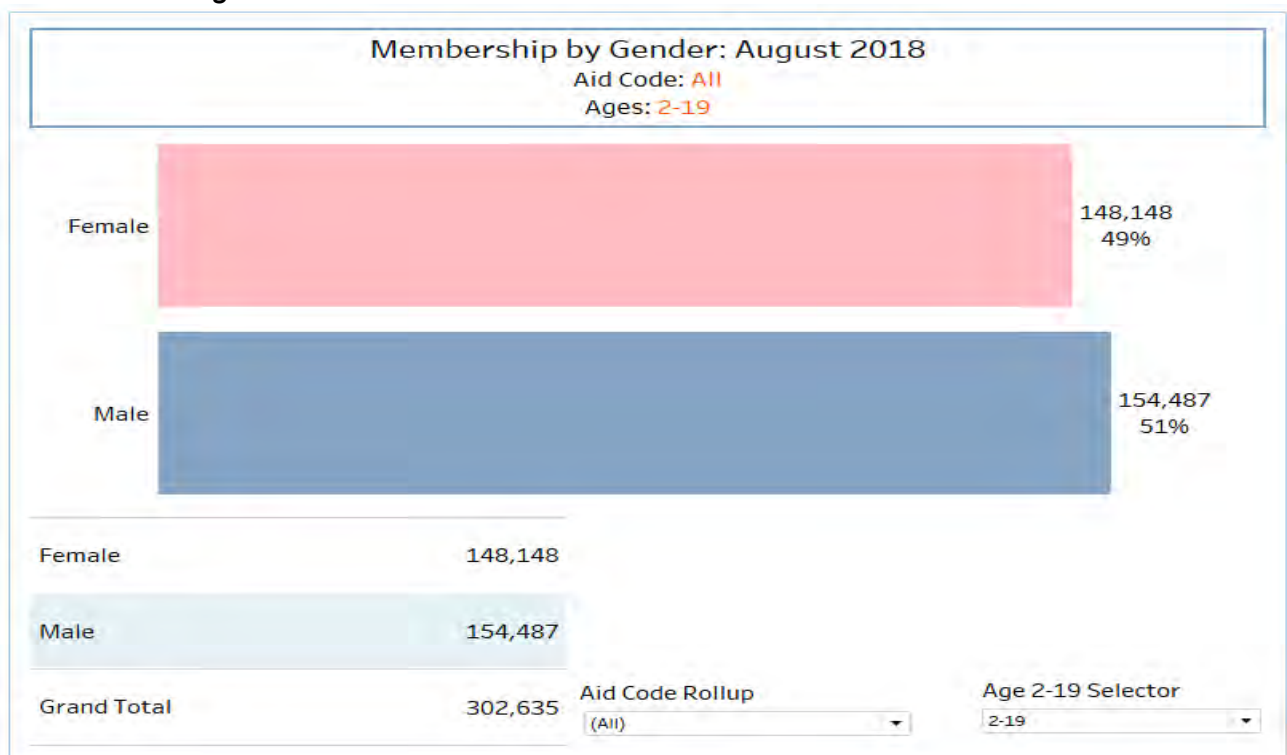 Membership by Gender: August 2018
Aid Code: All
Ages: 2-19
Female
148,148
49%
Male
154,487
51%
Female 148,148
Male 154,487
Grand Total 302,635
Aid Code Rollup
(All)
Age 2-19 Selector
2-19